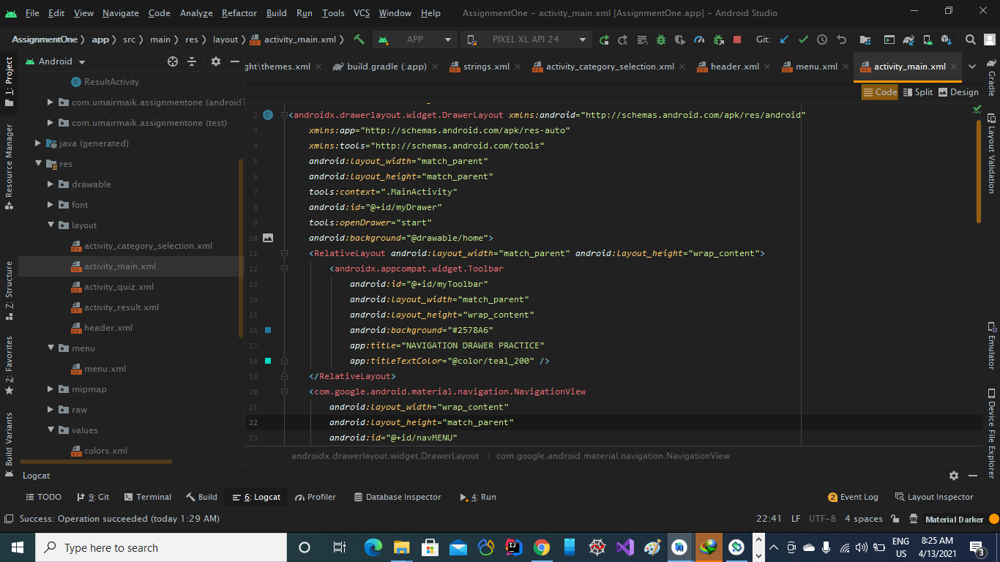 File Edit View Navigate Code Analyze Refactor Build Run Tools VCS Window Help AssignmentOne – activity_main.xml [AssignmentOne.app] – Android Studio
AssignmentOne app src main res layout activity_main.xml APP PIXEL XL API 24 Git:
Android
ght\themes.xml build.gradle (:app) strings.xml activity_category_selection.xml header.xml menu.xml activity_main.xml
Code Split Design
1: Project
Resource Manager
Z: Structure
2: Favorites
Build Variants
ResultActivity
com.umairmaik.assignmentone (android
com.umairmaik.assignmentone (test)
java (generated)
res
drawable
font
layout
activity_category_selection.xml
activity_main.xml
activity_quiz.xml
activity_result.xml
header.xml
menu
menu.xml
mipmap
raw
values
colors.xml
2 <androidx.drawerlayout.widget.DrawerLayout xmlns:android="http://schemas.android.com/apk/res/android"
3 xmlns:app="http://schemas.android.com/apk/res-auto"
4 xmlns:tools="http://schemas.android.com/tools"
5 android:layout_width="match_parent"
6 android:layout_height="match_parent"
7 tools:context=".MainActivity"
8 android:id="@+id/myDrawer"
9 tools:openDrawer="start"
10 android:background="@drawable/home">
11 <RelativeLayout android:layout_width="match_parent" android:layout_height="wrap_content">
12 <androidx.appcompat.widget.Toolbar
13 android:id="@+id/myToolbar"
14 android:layout_width="match_parent"
15 android:layout_height="wrap_content"
16 android:background="#2578A6"
17 app:title="NAVIGATION DRAWER PRACTICE"
18 app:titleTextColor="@color/teal_200" />
19 </RelativeLayout>
20 <com.google.android.material.navigation.NavigationView
21 android:layout_width="wrap_content"
22 android:layout_height="match_parent"
23 android:id="@+id/navMENU"
androidx.drawerlayout.widget.DrawerLayout com.google.android.material.navigation.NavigationView
Gradle
Layout Validation
Emulator
Device File Explorer
Logcat
TODO 9: Git Terminal Build 6: Logcat Profiler Database Inspector 4: Run 2 Event Log Layout Inspector
Success: Operation succeeded (today 1:29 AM) 22:41 LF UTF-8 4 spaces Material Darker
Type here to search
ENG
US
8:25 AM
4/13/2021
3